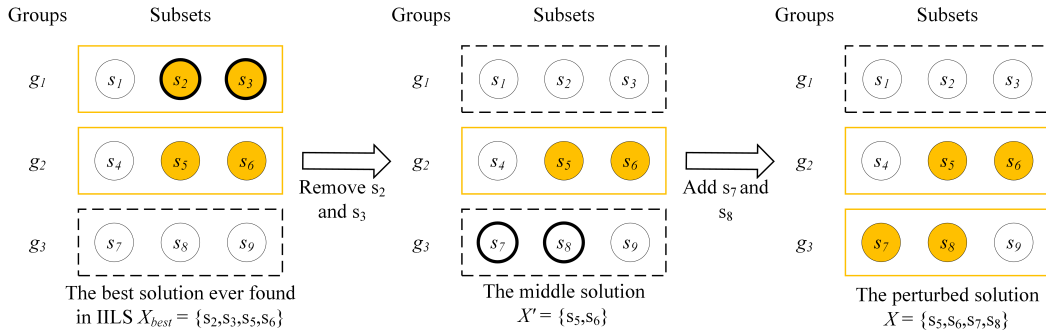 Groups Subsets Groups Subsets Groups Subsets
g1 s1 s2 s3 g1 s1 s2 s3 g1 s1 s2 s3
g2 s4 s5 s6 g2 s4 s5 s6 g2 s4 s5 s6
Remove s2
and s3
Add s7 and
s8
g3 s7 s8 s9 g3 s7 s8 s9 g3 s7 s8 s9
The best solution ever found
in IILS Xbest = {s2,s3,s5,s6}
The middle solution
X' = {s5,s6}
The perturbed solution
X = {s5,s6,s7,s8}